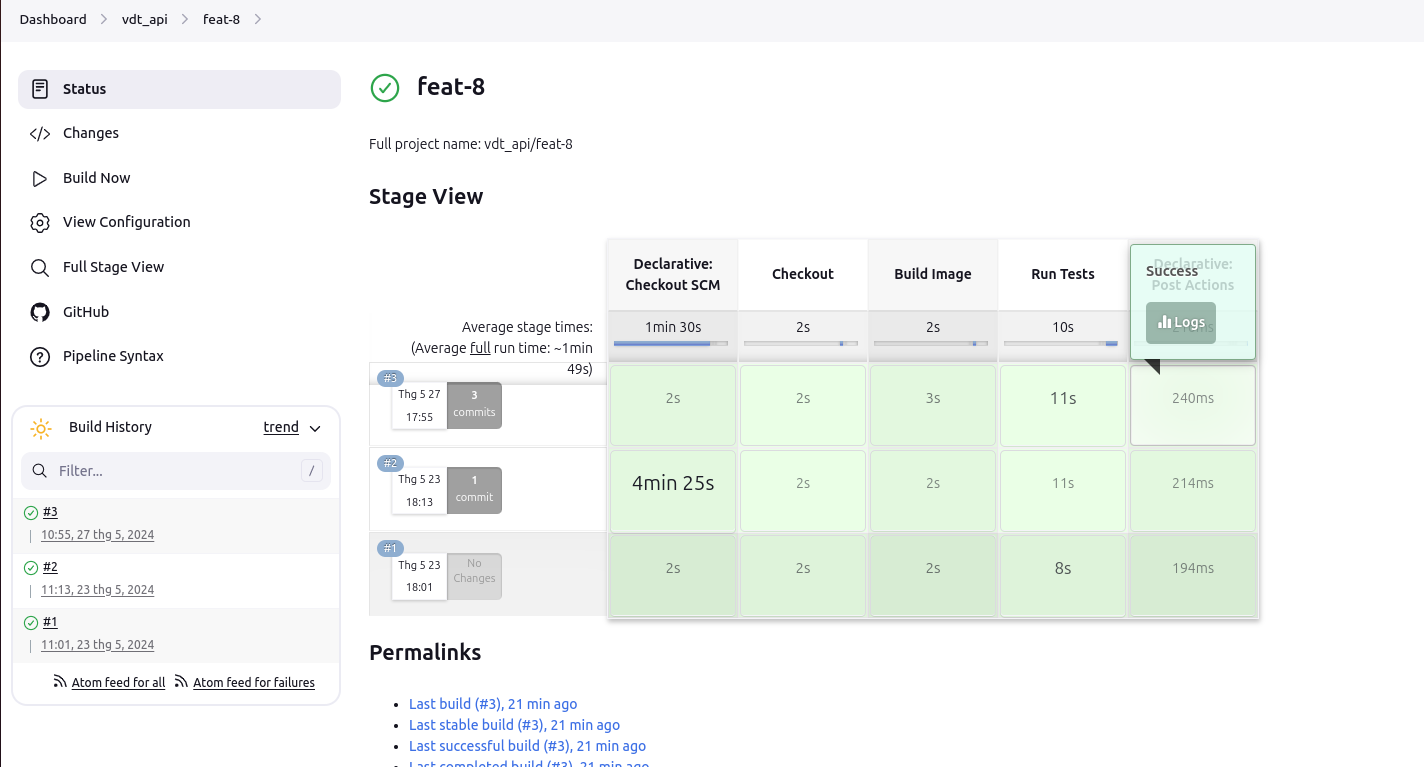 Dashboard > vdt_api > feat-8 >
Status
Changes
Build Now
View Configuration
Full Stage View
GitHub
Pipeline Syntax
Build History
trend
Filter...
/
#3
10:55, 27 thg 5, 2024
#2
11:13, 23 thg 5, 2024
#1
11:01, 23 thg 5, 2024
Atom feed for all
Atom feed for failures
feat-8
Full project name: vdt_api/feat-8
Stage View
Declarative:
Checkout SCM
Checkout
Build Image
Run Tests
Declarative:
Post Actions
Success
Logs
Average stage times:
(Average full run time: ~1min
49s)
1min 30s
2s
2s
10s
#3
Thg 5 27
17:55
3
commits
2s
2s
3s
11s
240ms
#2
Thg 5 23
18:13
1
commit
4min 25s
2s
2s
11s
214ms
#1
Thg 5 23
18:01
No
Changes
2s
2s
2s
8s
194ms
Permalinks
Last build (#3), 21 min ago
Last stable build (#3), 21 min ago
Last successful build (#3), 21 min ago
Last completed build (#3), 21 min ago